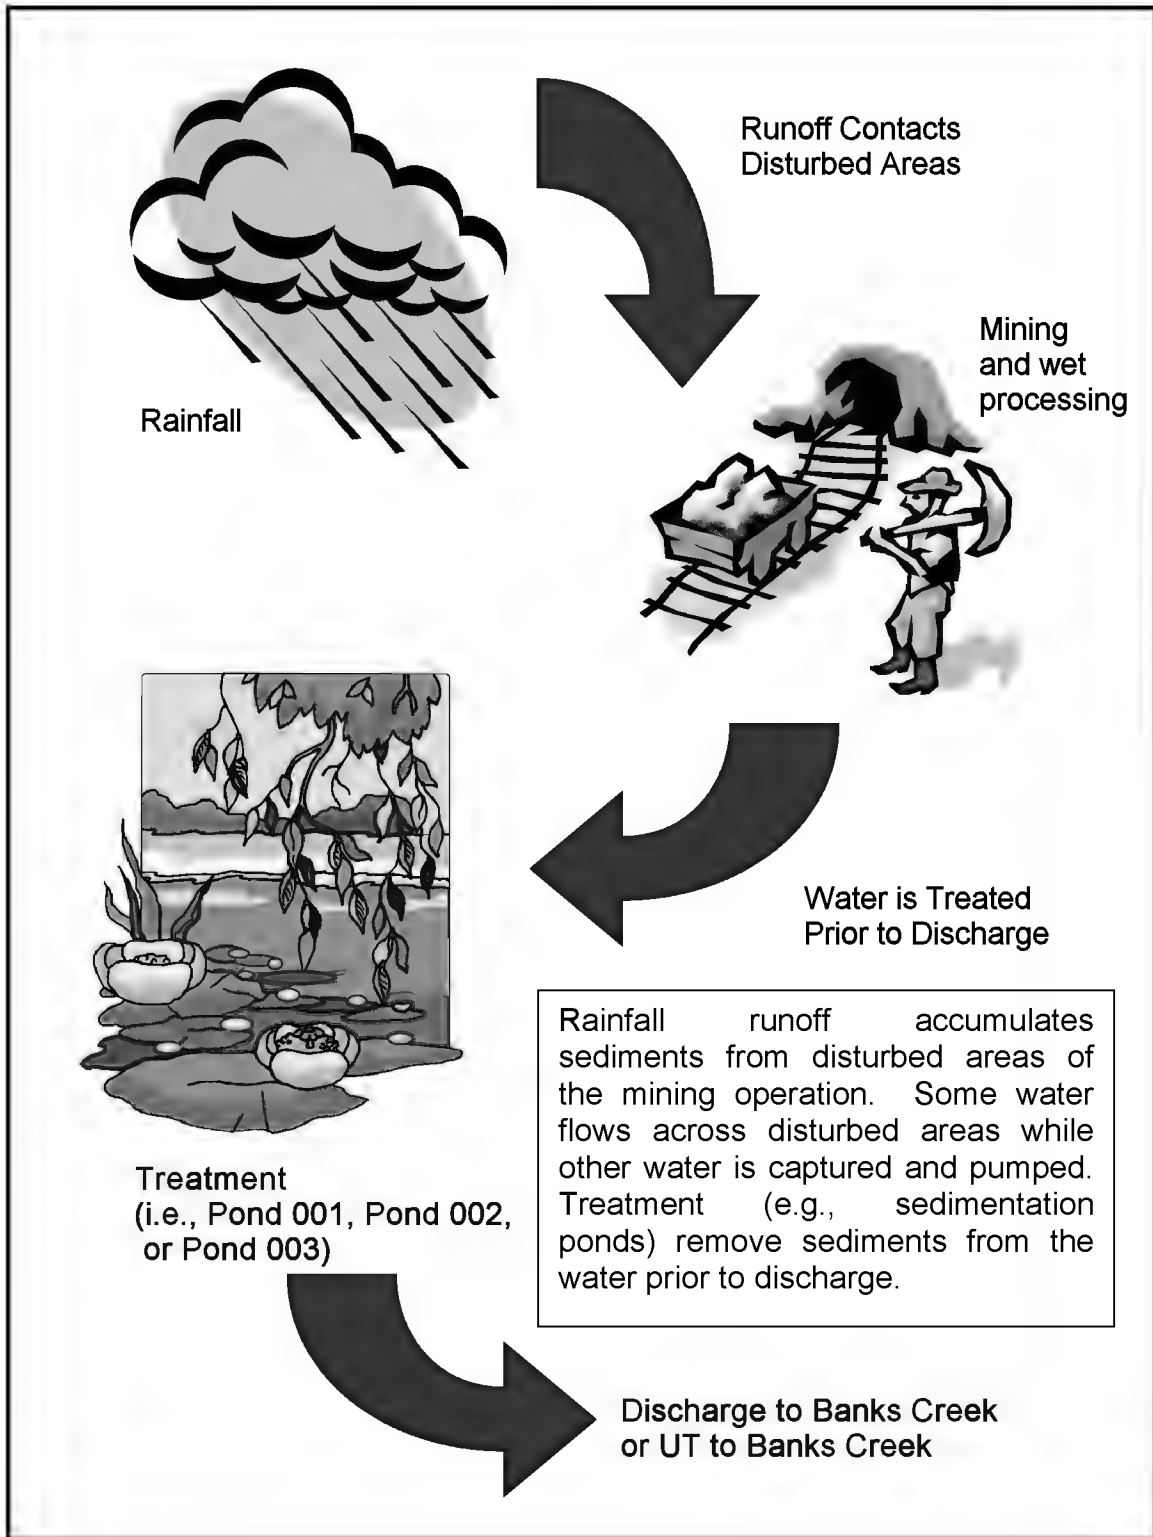 Runoff Contacts
Disturbed Areas
Rainfall
Mining
and wet
processing
Water is Treated
Prior to Discharge
Rainfall runoff accumulates
sediments from disturbed areas of
the mining operation. Some water
flows across disturbed areas while
other water is captured and pumped.
Treatment (e.g., sedimentation
ponds) remove sediments from the
water prior to discharge.
Treatment
(i.e., Pond 001, Pond 002,
or Pond 003)
Discharge to Banks Creek
or UT to Banks Creek